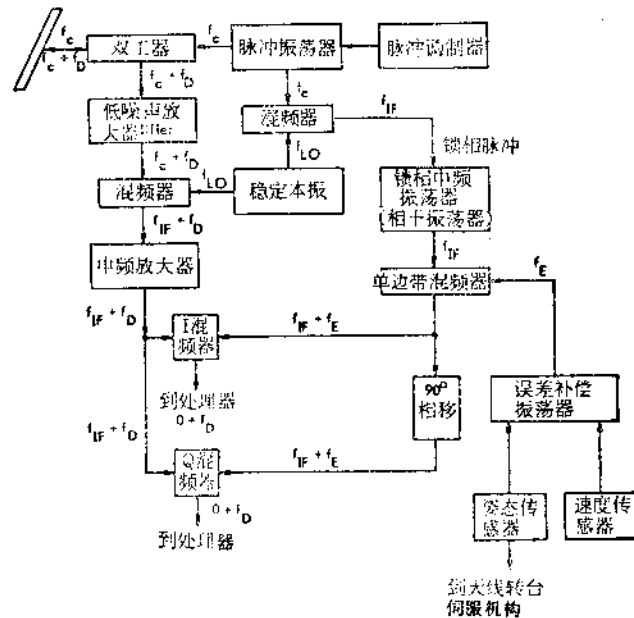 f_c
f_c + f_D
双工器
f_c
脉冲振荡器
脉冲调制器
f_c + f_D
f_c
低噪声放
大器
混频器
f_IF
锁相脉冲
f_c + f_D
f_LO
混频器
f_LO
稳定本振
锁相中频
振荡器
(相干振荡器)
f_IF + f_D
f_IF
中频放大器
单边带混频器
f_E
f_IF + f_D
I混
频器
f_IF + f_E
到处理器
0 + f_D
90°
相移
误差补偿
振荡器
f_IF + f_D
Q混
频器
f_IF + f_E
0 + f_D
到处理器
姿态传
感器
速度传
感器
到天线转台
伺服机构